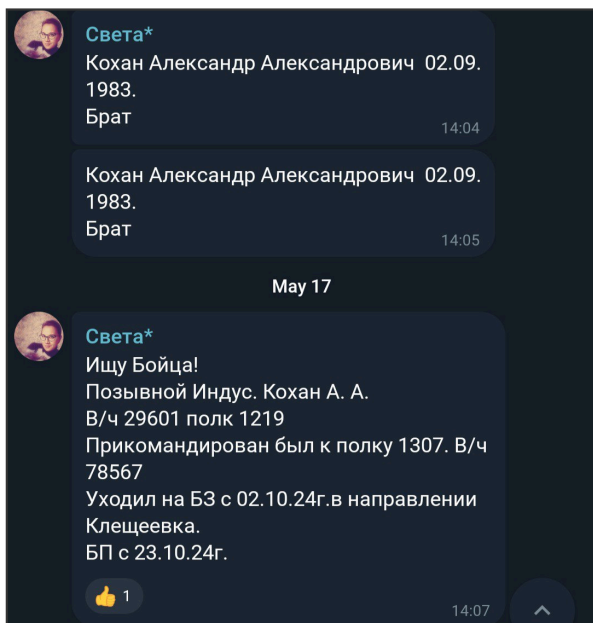 Света*
Кохан Александр Александрович 02.09.
1983.
Брат
14:04
Кохан Александр Александрович 02.09.
1983.
Брат
14:05
May 17
Света*
Ищу Бойца!
Позывной Индус. Кохан А. А.
В/ч 29601 полк 1219
Прикомандирован был к полку 1307. В/ч
78567
Уходил на БЗ с 02.10.24г.в направлении
Клещеевка.
БП с 23.10.24г.
👍 1
14:07